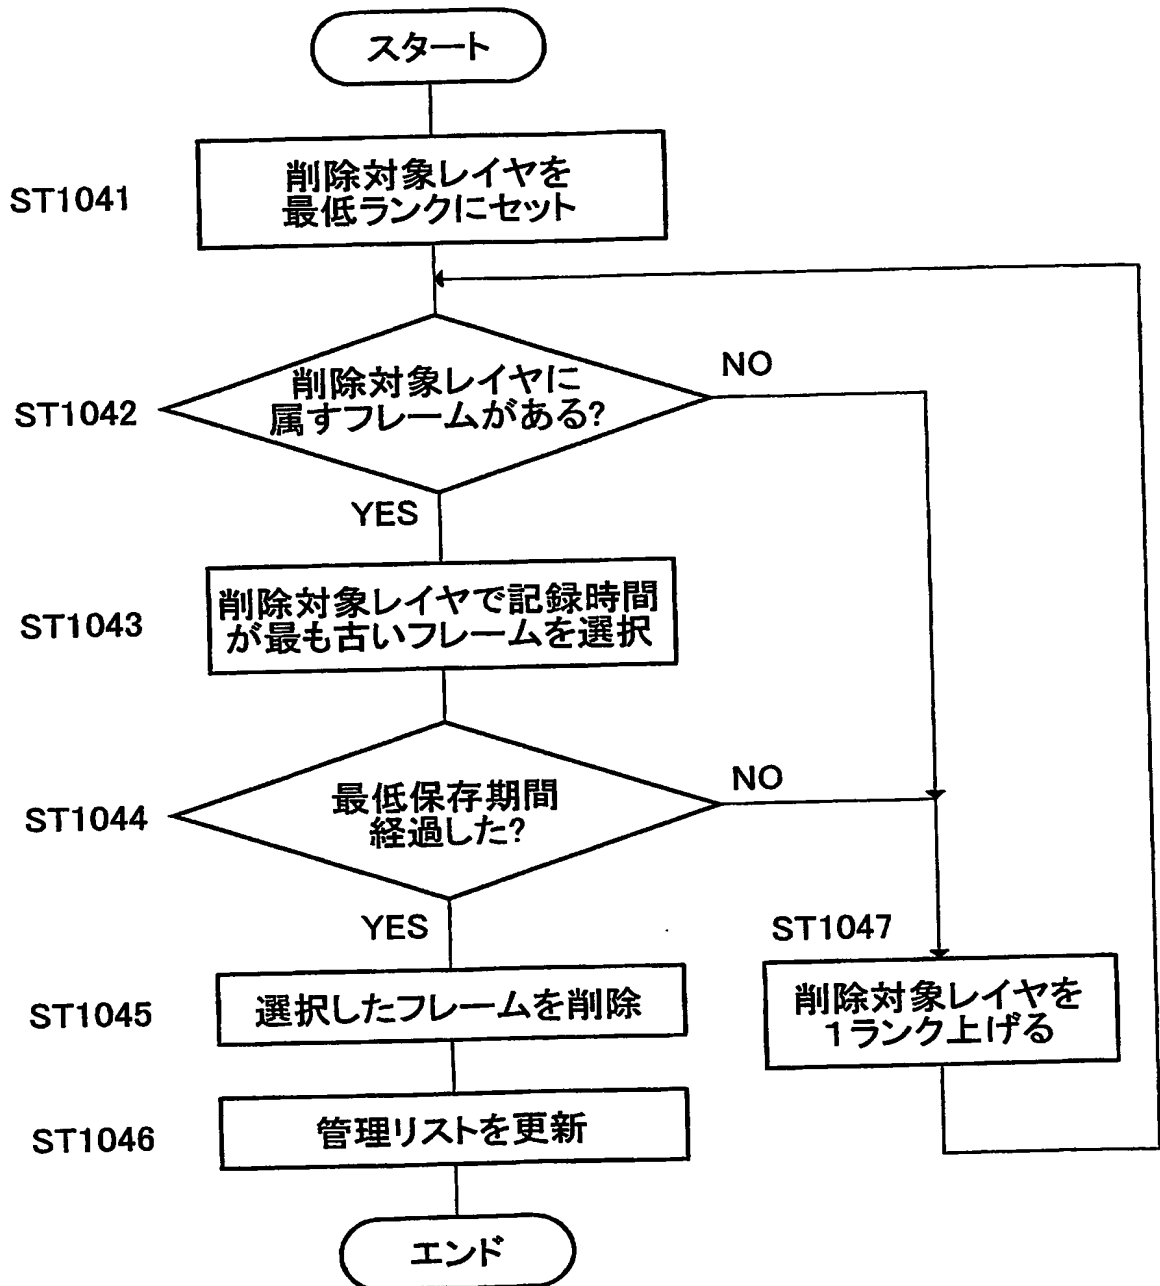 スタート
ST1041
削除対象レイヤを
最低ランクにセット
ST1042
削除対象レイヤに
属すフレームがある?
NO
YES
ST1043
削除対象レイヤで記録時間
が最も古いフレームを選択
ST1044
最低保存期間
経過した?
NO
YES
ST1045
選択したフレームを削除
ST1047
削除対象レイヤを
1ランク上げる
ST1046
管理リストを更新
エンド